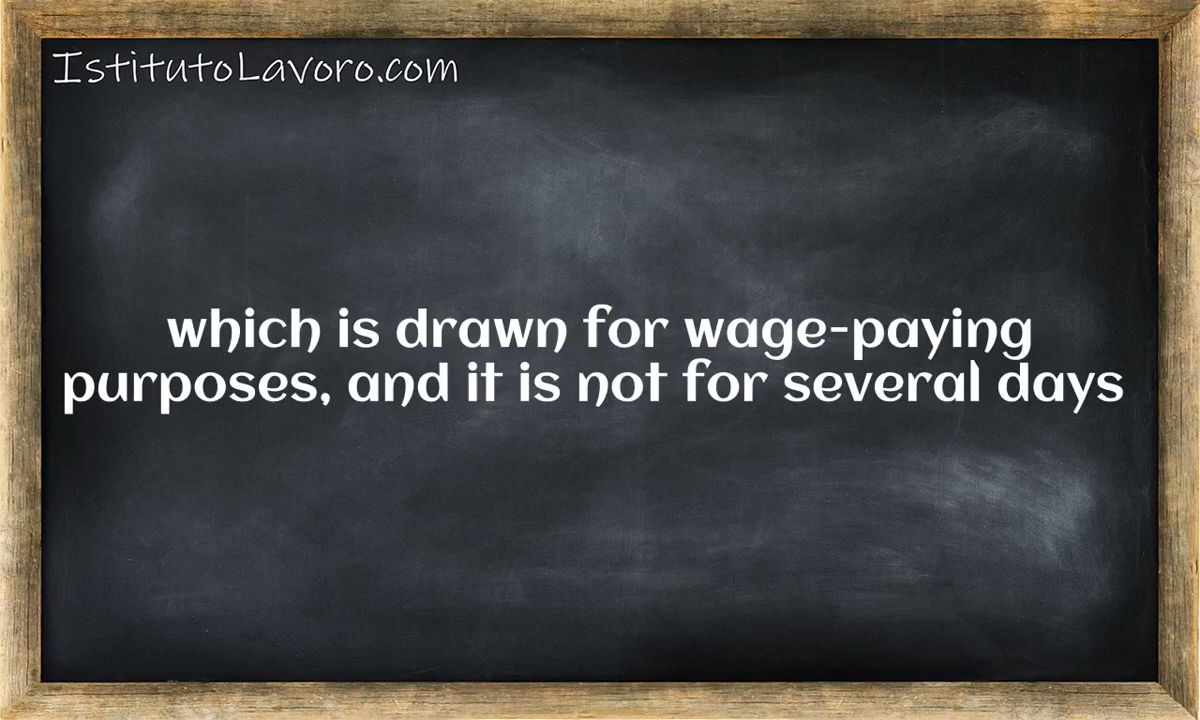 IstitutoLavoro.com
which is drawn for wage-paying
purposes, and it is not for several days